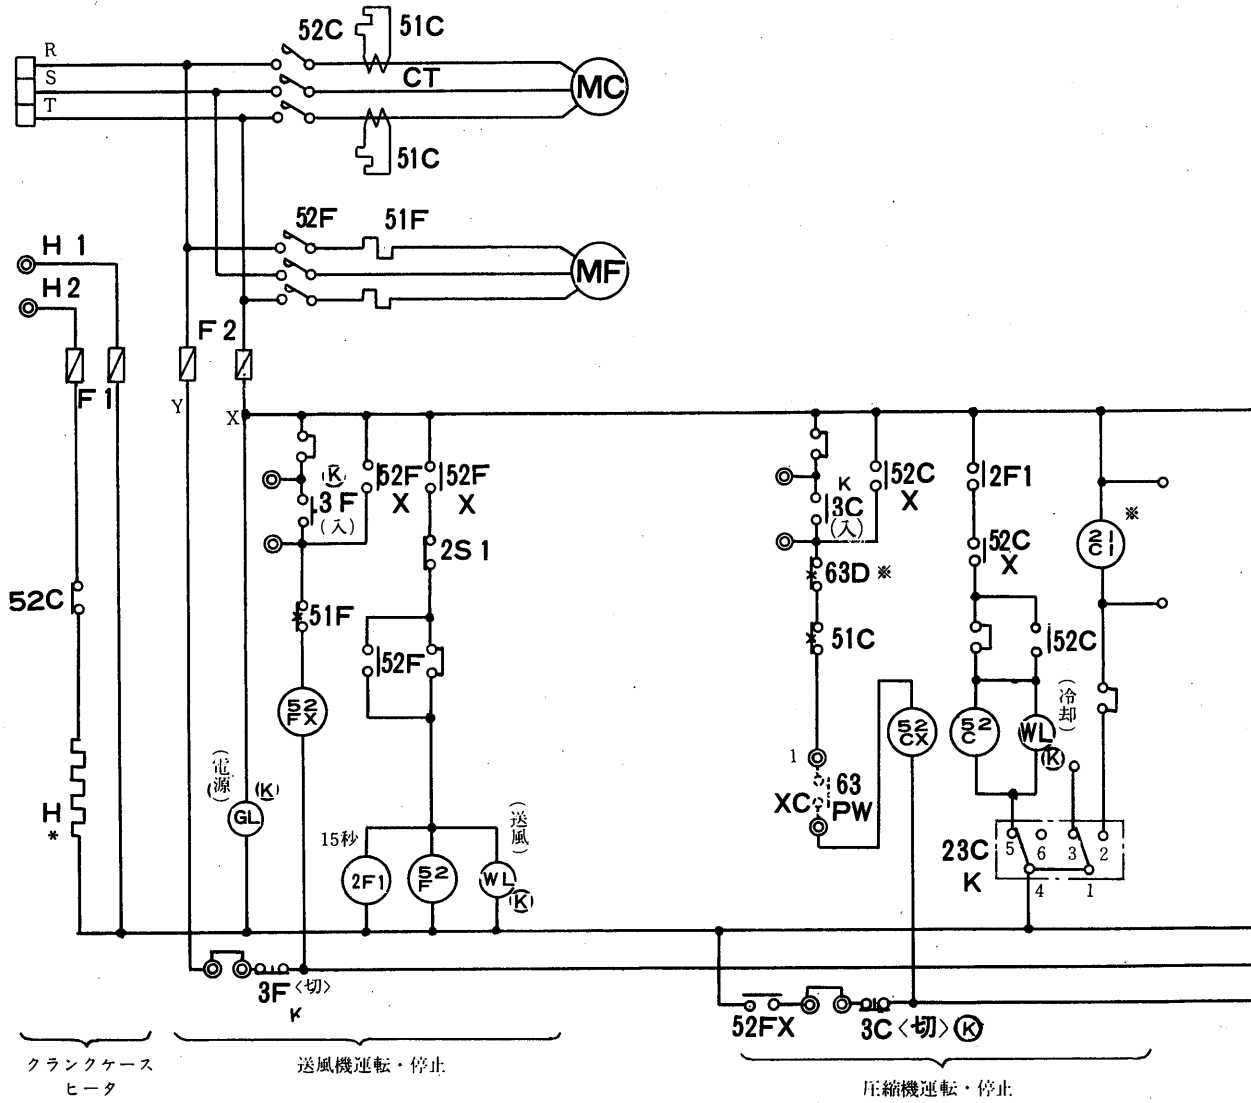 R
S
T
52C
51C
CT
MC
51C
52F
51F
MF
H 1
H 2
F 2
F 1
Y
X
K
3F
(入)
52F
X
52F
X
2S1
51F
52F
52
FX
52C
H
*
(電源)
GL
K
15秒
2F1
52
F
WL
K
(送風)
3F〈切〉
K
K
3C
(入)
52C
X
2F1
52C
X
63D ※
51C
52C
※
21
C1
52
CX
52
C
WL
K
(冷却)
1
63
PW
XC
23C
K
5
6
3
2
4
1
52FX
3C〈切〉K
クランクケース
ヒータ
送風機運転・停止
圧縮機運転・停止